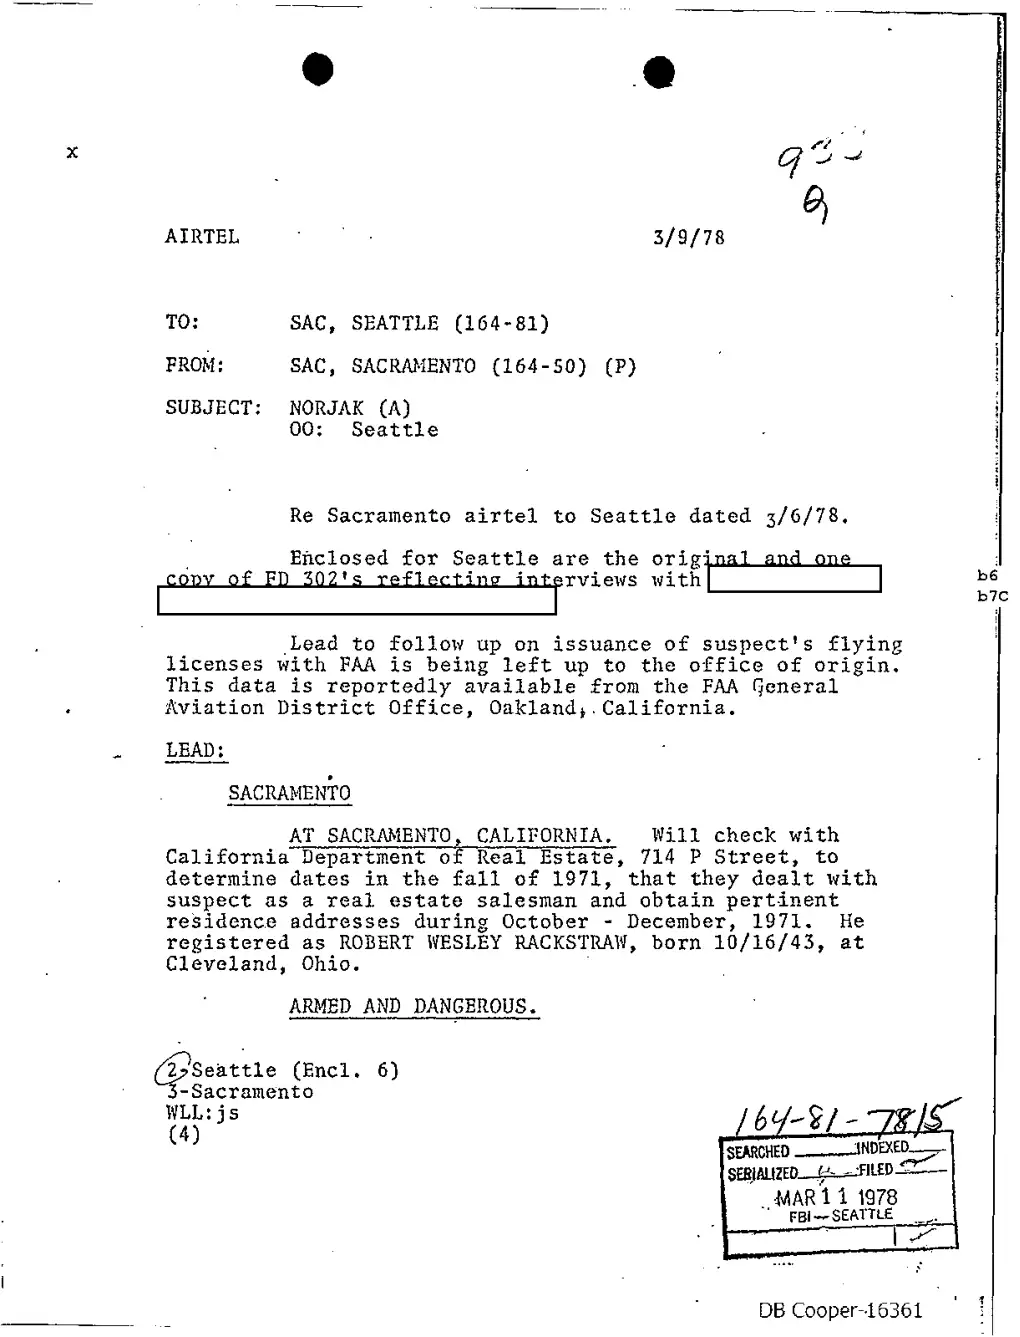 x
AIRTEL 3/9/78
TO: SAC, SEATTLE (164-81)
FROM: SAC, SACRAMENTO (164-50) (P)
SUBJECT: NORJAK (A)
OO: Seattle
Re Sacramento airtel to Seattle dated 3/6/78.
Enclosed for Seattle are the original and one
copy of FD 302's reflecting interviews with
b6
b7C
Lead to follow up on issuance of suspect's flying
licenses with FAA is being left up to the office of origin.
This data is reportedly available from the FAA General
Aviation District Office, Oakland, California.
LEAD:
SACRAMENTO
AT SACRAMENTO, CALIFORNIA. Will check with
California Department of Real Estate, 714 P Street, to
determine dates in the fall of 1971, that they dealt with
suspect as a real estate salesman and obtain pertinent
residence addresses during October - December, 1971. He
registered as ROBERT WESLEY RACKSTRAW, born 10/16/43, at
Cleveland, Ohio.
ARMED AND DANGEROUS.
2-Seattle (Encl. 6)
3-Sacramento
WLL:js
(4)
164-81-7815
SEARCHED INDEXED
SERIALIZED FILED
MAR 11 1978
FBI-SEATTLE
DB Cooper-16361